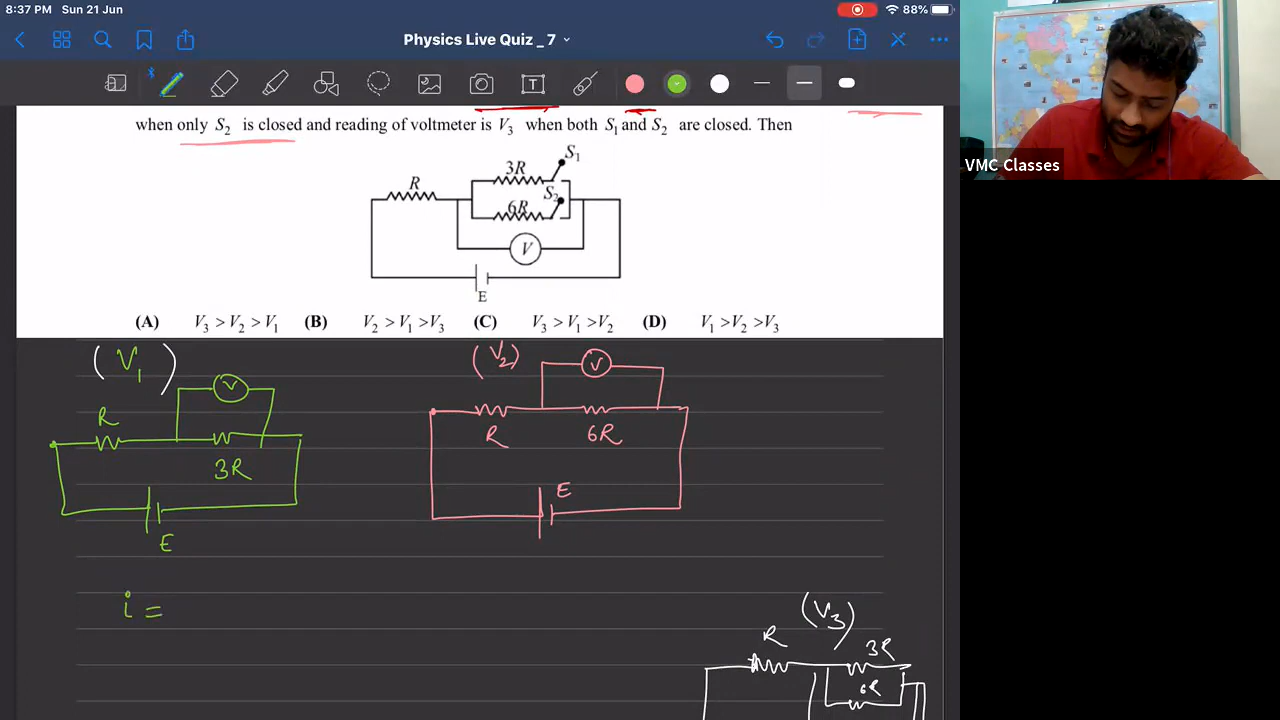 8:37 PM Sun 21 Jun
88%
Physics Live Quiz _ 7
T
VMC Classes
when only S₂ is closed and reading of voltmeter is V₃ when both S₁ and S₂ are closed. Then
S₁
3R
R
S₂
6R
V
E
(A) V₃ > V₂ > V₁ (B) V₂ > V₁ > V₃ (C) V₃ > V₁ > V₂ (D) V₁ > V₂ > V₃
(V₁)
V
R
3R
E
(V₂)
V
R
6R
E
i =
(V₃)
R
3R
6R